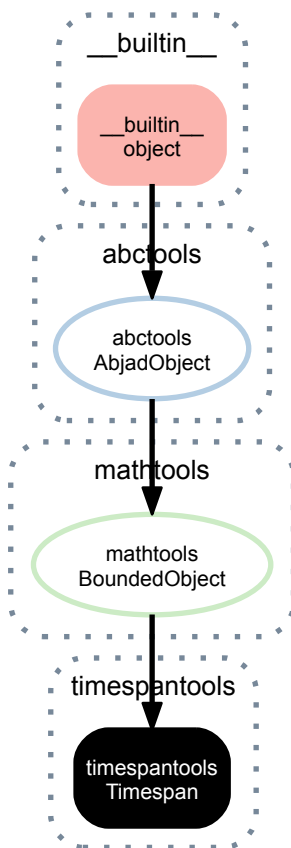 __builtin__
__builtin__
object
abctools
abctools
AbjadObject
mathtools
mathtools
BoundedObject
timespantools
timespantools
Timespan